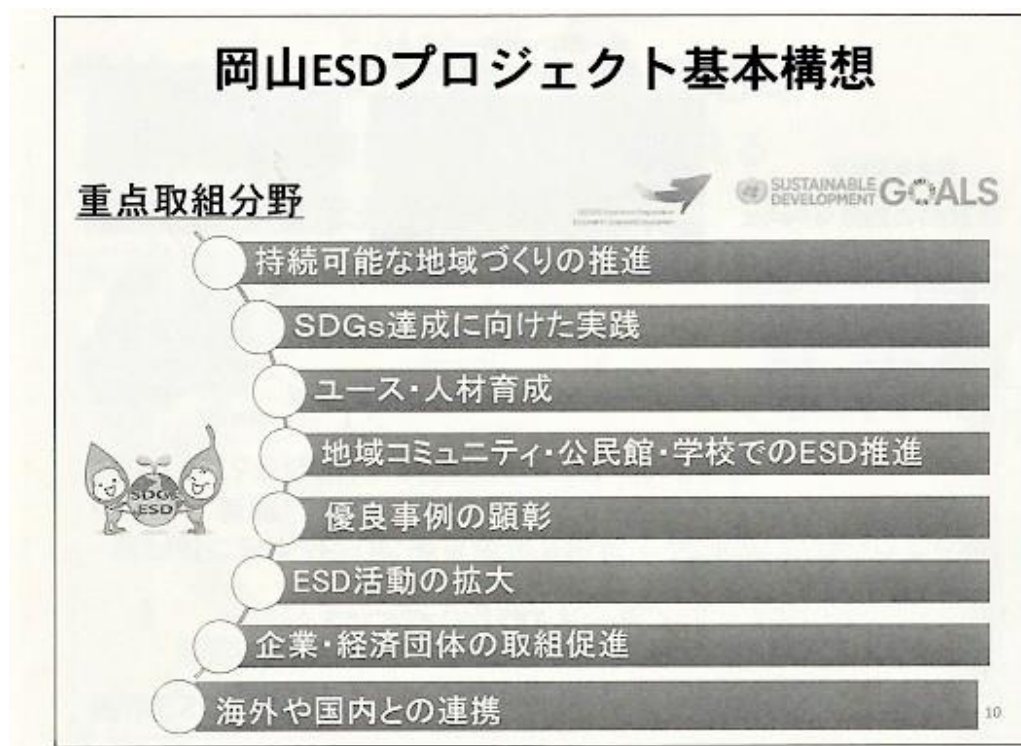 岡山ESDプロジェクト基本構想
重点取組分野
SUSTAINABLE
DEVELOPMENT
GOALS
持続可能な地域づくりの推進
SDGs達成に向けた実践
ユース・人材育成
地域コミュニティ・公民館・学校でのESD推進
SDGs
ESD
優良事例の顕彰
ESD活動の拡大
企業・経済団体の取組促進
海外や国内との連携
10